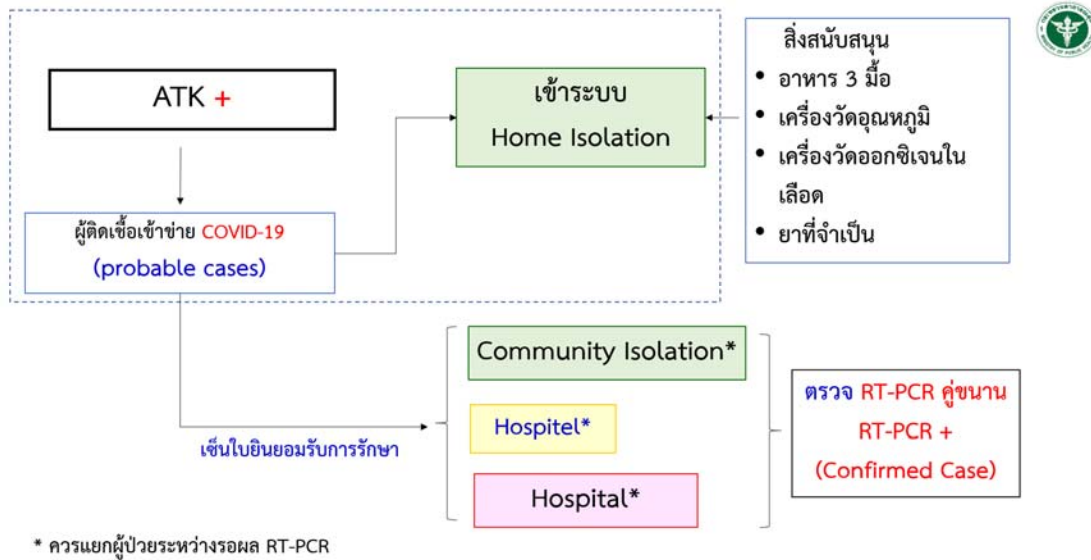 ATK +
ผู้ติดเชื้อเข้าข่าย COVID-19
(probable cases)
เข้าระบบ
Home Isolation
สิ่งสนับสนุน
• อาหาร 3 มื้อ
• เครื่องวัดอุณหภูมิ
• เครื่องวัดออกซิเจนใน
เลือด
• ยาที่จำเป็น
เซ็นใบยินยอมรับการรักษา
Community Isolation*
Hospitel*
Hospital*
ตรวจ RT-PCR คู่ขนาน
RT-PCR +
(Confirmed Case)
* ควรแยกผู้ป่วยระหว่างรอผล RT-PCR